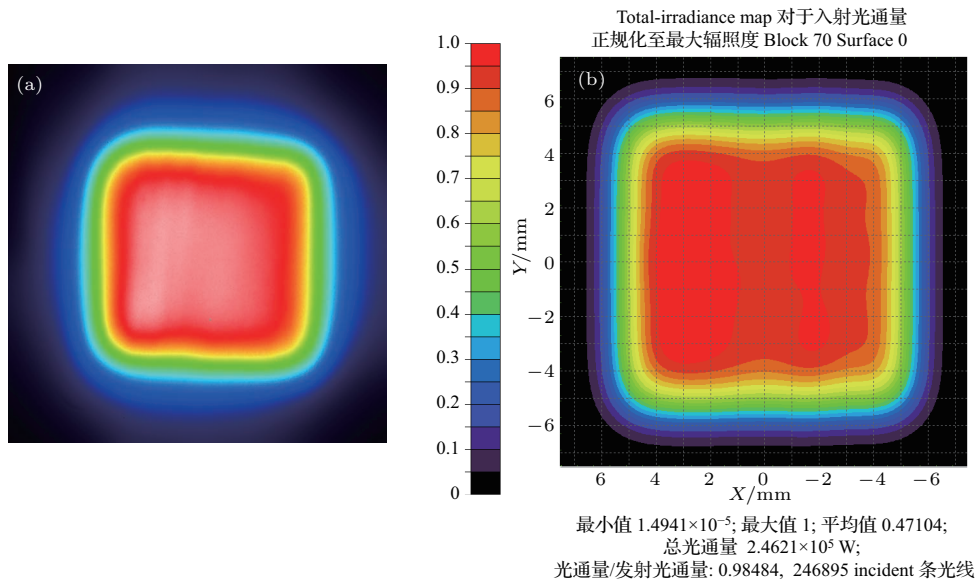 Total-irradiance map 对于入射光通量
正规化至最大辐照度 Block 70 Surface 0
(a)
(b)
1.0
0.9
0.8
0.7
0.6
0.5
0.4
0.3
0.2
0.1
0
Y/mm
6
4
2
0
−2
−4
−6
6 4 2 0 −2 −4 −6
X/mm
最小值 1.4941×10⁻⁵; 最大值 1; 平均值 0.47104;
总光通量 2.4621×10⁵ W;
光通量/发射光通量: 0.98484, 246895 incident 条光线